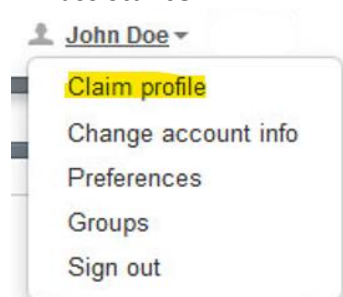 John Doe
Claim profile
Change account info
Preferences
Groups
Sign out